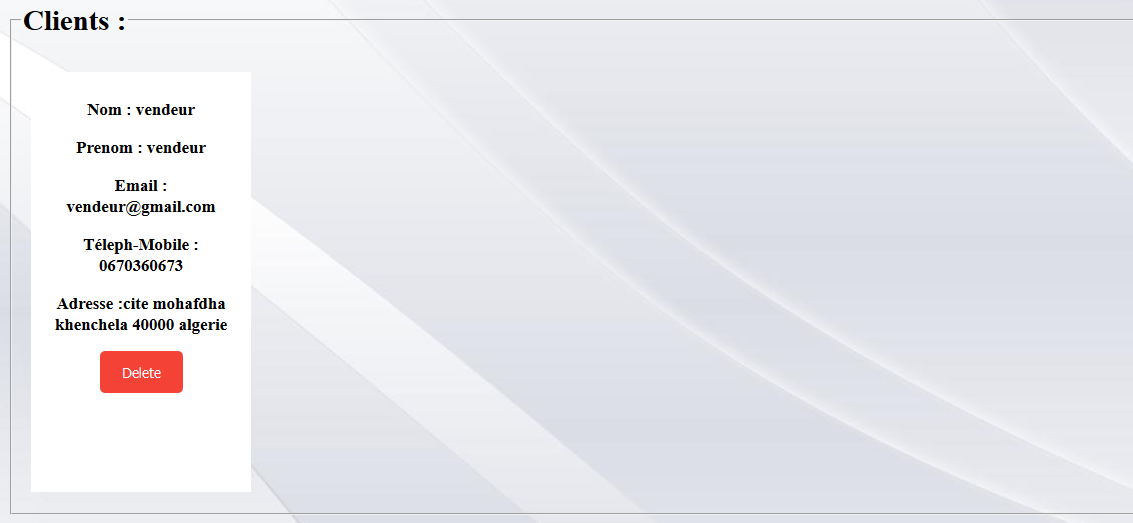 Clients :
Nom : vendeur
Prenom : vendeur
Email :
vendeur@gmail.com
Téleph-Mobile :
0670360673
Adresse :cite mohafdha
khenchela 40000 algerie
Delete